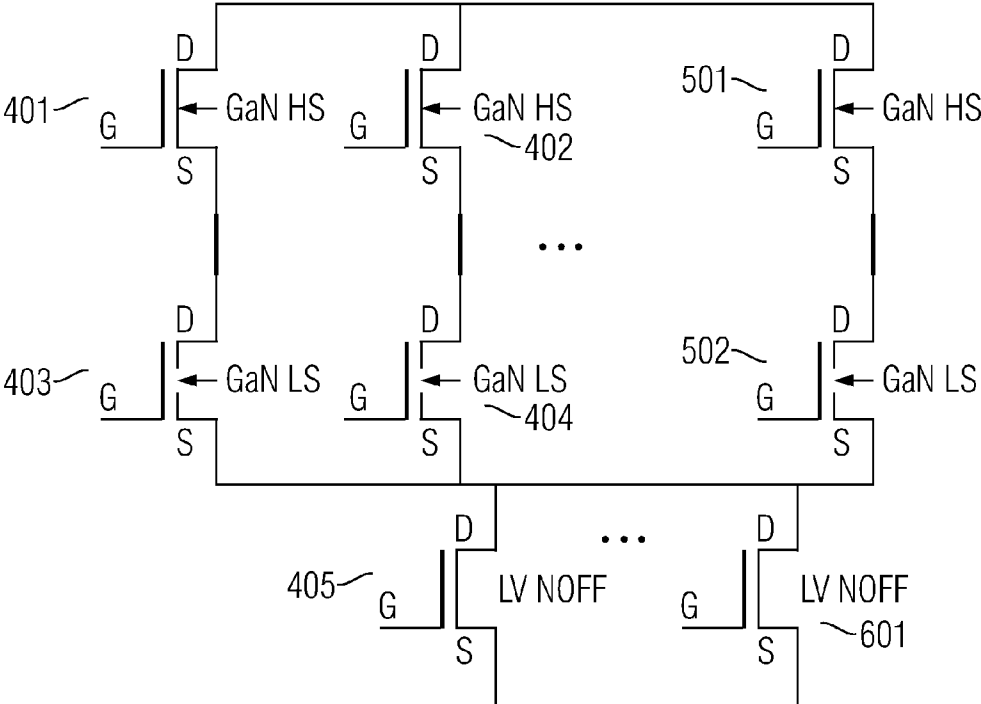 D D D
401 GaN HS GaN HS 501 GaN HS
G G 402 G
S S S
...
D D D
403 GaN LS GaN LS 502 GaN LS
G G 404 G
S S S
D ... D
405 LV NOFF LV NOFF
G G 601
S S